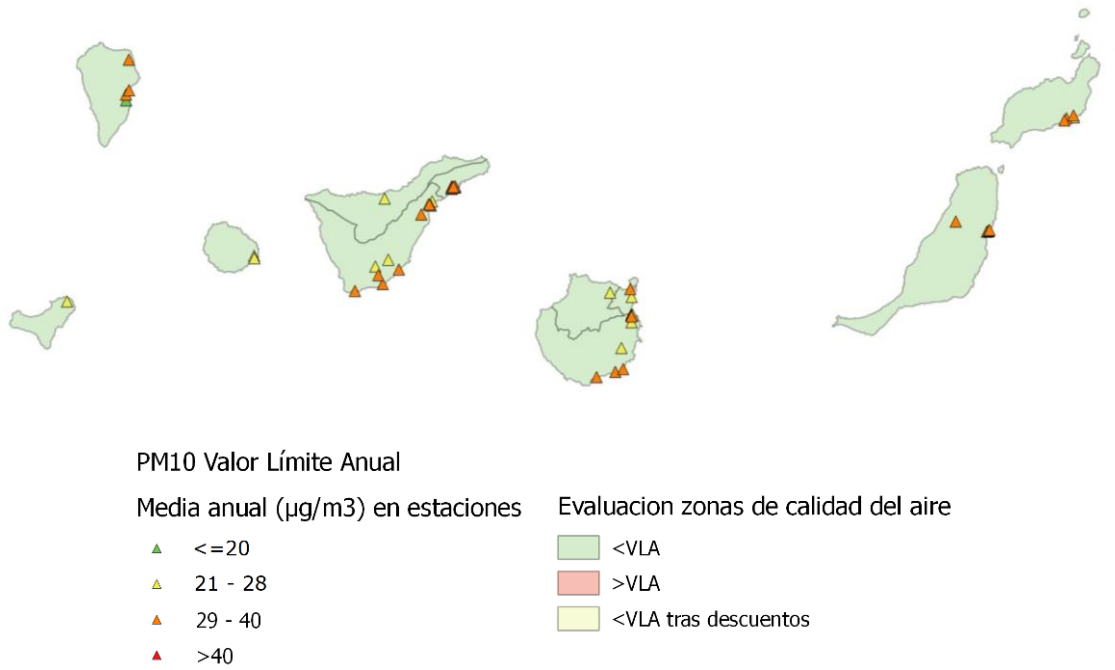 PM10 Valor Límite Anual
Media anual (µg/m3) en estaciones
<=20
21 - 28
29 - 40
>40
Evaluacion zonas de calidad del aire
<VLA
>VLA
<VLA tras descuentos